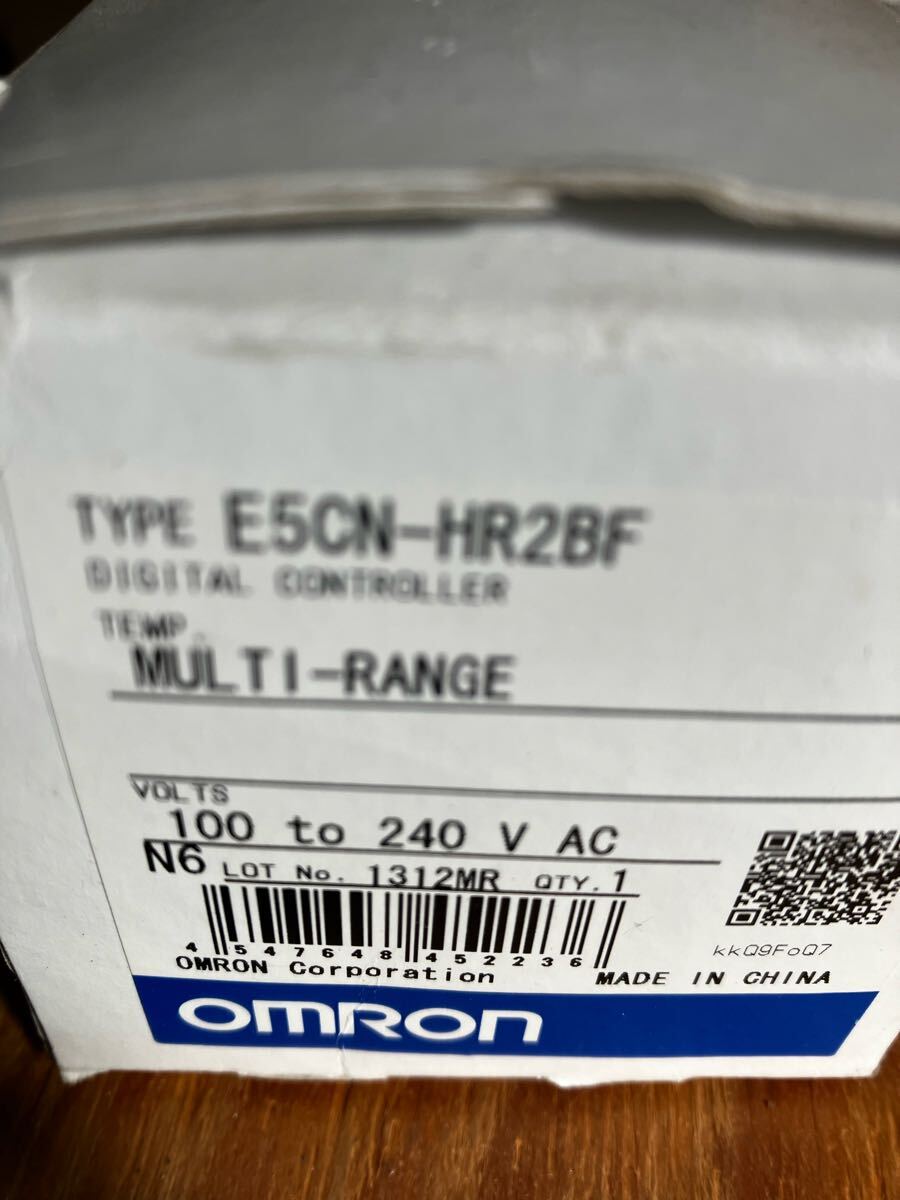 TYPE E5CN-HR2BF
DIGITAL CONTROLLER
TEMP.
MULTI-RANGE
VOLTS
100 to 240 V AC
N6 LOT No. 1312MR QTY.1
4 547648 452236
kkQ9FoQ7
OMRON Corporation MADE IN CHINA
OMRON